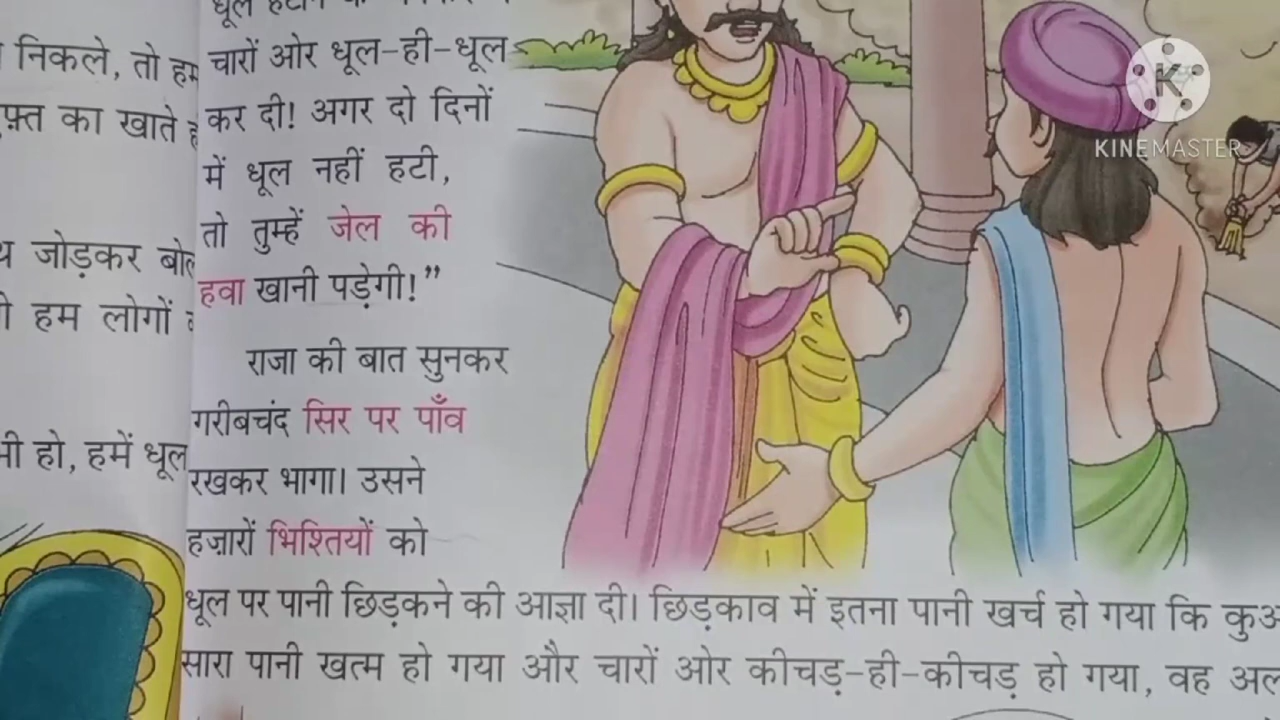 निकले, तो हम
का खाते
जोड़कर
हम लोगों
हो, हमें धूल
चारों ओर धूल-ही-धूल
कर दी! अगर दो दिनों
में धूल नहीं हटी,
तो तुम्हें जेल की
हवा खानी पड़ेगी!”
राजा की बात सुनकर
गरीबचंद सिर पर पाँव
रखकर भागा। उसने
हज़ारों भिश्तियों को
धूल पर पानी छिड़कने की आज्ञा दी। छिड़काव में इतना पानी खर्च हो गया कि
सारा पानी खत्म हो गया और चारों ओर कीचड़-ही-कीचड़ हो गया, वह
K
KINEMASTER